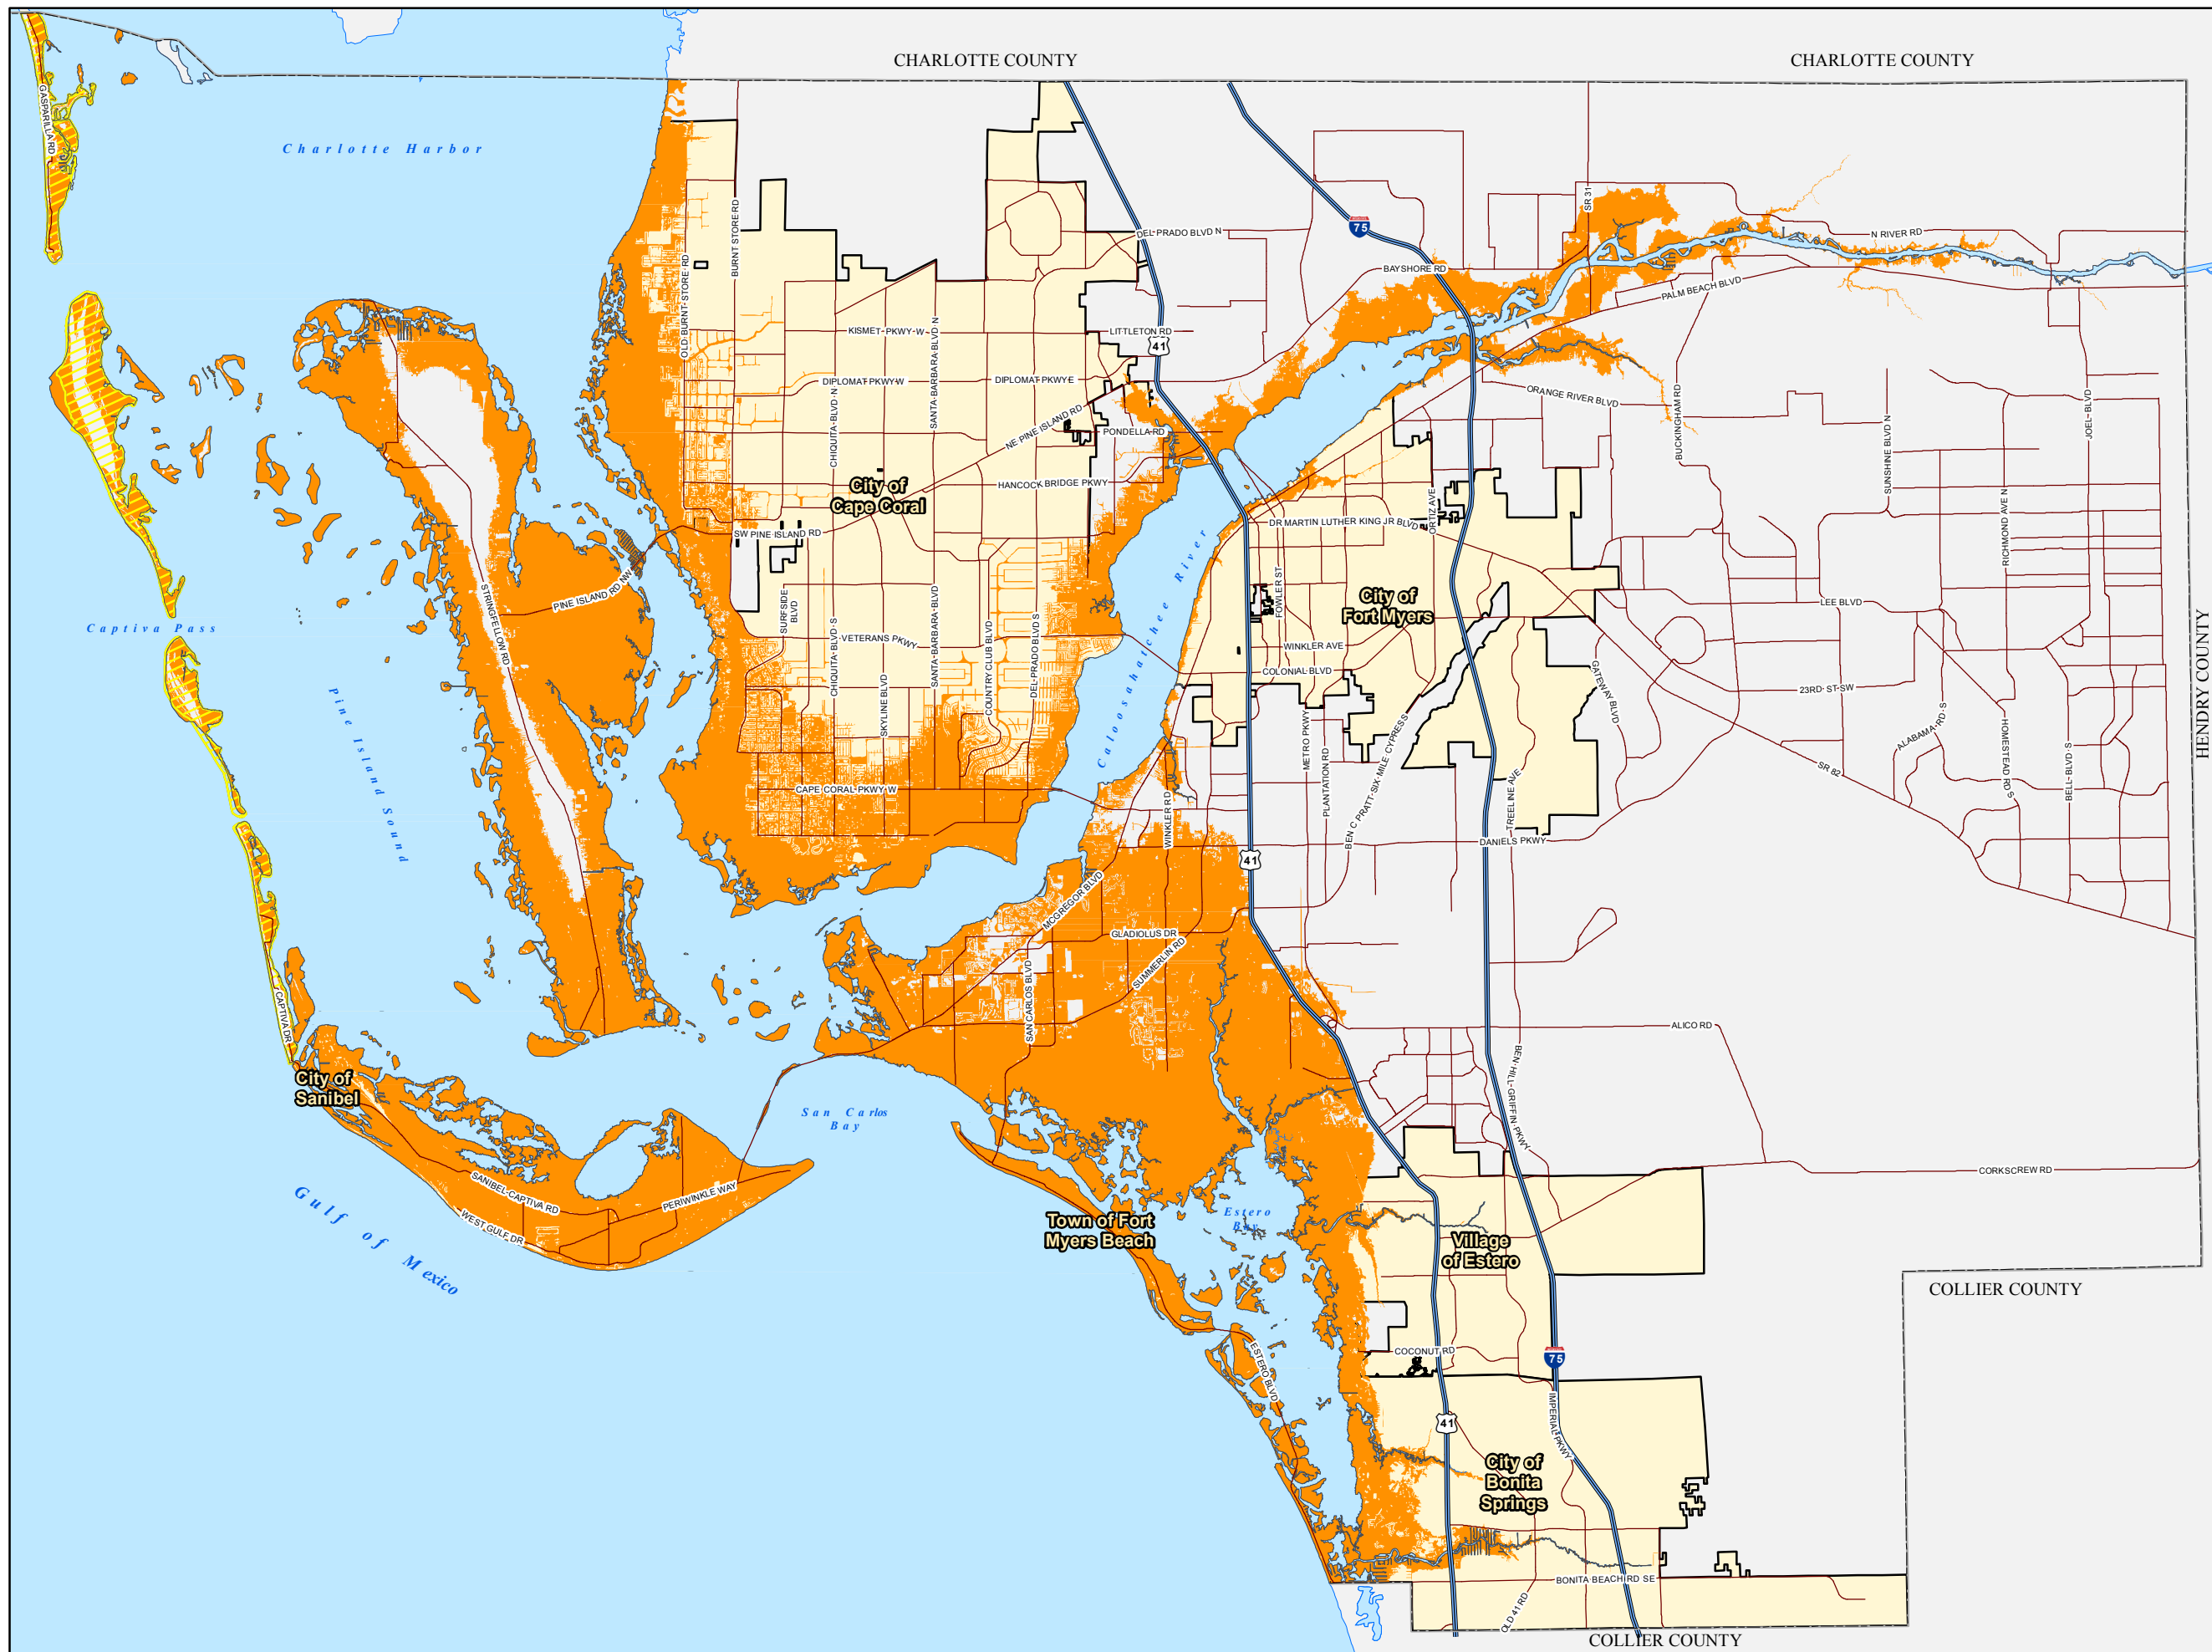 CHARLOTTE COUNTY
CHARLOTTE COUNTY
GASPARILLA RD
Charlotte Harbor
SR 31
BURNT STORE RD
75
DEL PRADO BLVD N
N RIVER RD
BAYSHORE RD
PALM BEACH BLVD
OLD BURNT STORE RD
KISMET PKWY W
SANTA BARBARA BLVD N
LITTLETON RD
41
DIPLOMAT PKWY W
DIPLOMAT PKWY E
CHIQUITA BLVD N
ORANGE RIVER BLVD
BUCKINGHAM RD
JOEL BLVD
NE PINE ISLAND RD
PONDELLA RD
SUNSHINE BLVD N
City of
Cape Coral
HANCOCK BRIDGE PKWY
ORTIZ AVE
RICHMOND AVE N
DR MARTIN LUTHER KING JR BLVD
SW PINE ISLAND RD
Caloosahatchee River
PINE ISLAND RD NW
STRINGFELLOW RD
FOWLER ST
City of
Fort Myers
LEE BLVD
SURFSIDE
BLVD
Captiva Pass
VETERANS PKWY
CHIQUITA BLVD S
SANTA BARBARA BLVD
COUNTRY CLUB BLVD
DEL PRADO BLVD S
WINKLER AVE
COLONIAL BLVD
HENDRY COUNTY
GATEWAY BLVD
23RD ST SW
SKYLINE BLVD
Pine Island Sound
METRO PKWY
PLANTATION RD
BEN C PRATT SIX MILE CYPRESS
ALABAMA RD S
HOMESTEAD RD S
BELL BLVD S
SR 82
CAPE CORAL PKWY W
WINKLER RD
TREELINE AVE
DANIELS PKWY
41
MCGREGOR BLVD
GLADIOLUS DR
SUMMERLIN RD
SAN CARLOS BLVD
CAPTIVA DR
ALICO RD
BEN HILL GRIFFIN PKWY
City of
Sanibel
San Carlos
Bay
CORKSCREW RD
SANIBEL-CAPTIVA RD
PERIWINKLE WAY
WEST GULF DR
Gulf of Mexico
Town of Fort
Myers Beach
Estero
Bay
Village
of Estero
COLLIER COUNTY
COCONUT RD
75
ESTERO BLVD
IMPERIAL PKWY
41
City of
Bonita
Springs
BONITA BEACH RD SE
OLD 41 RD
COLLIER COUNTY